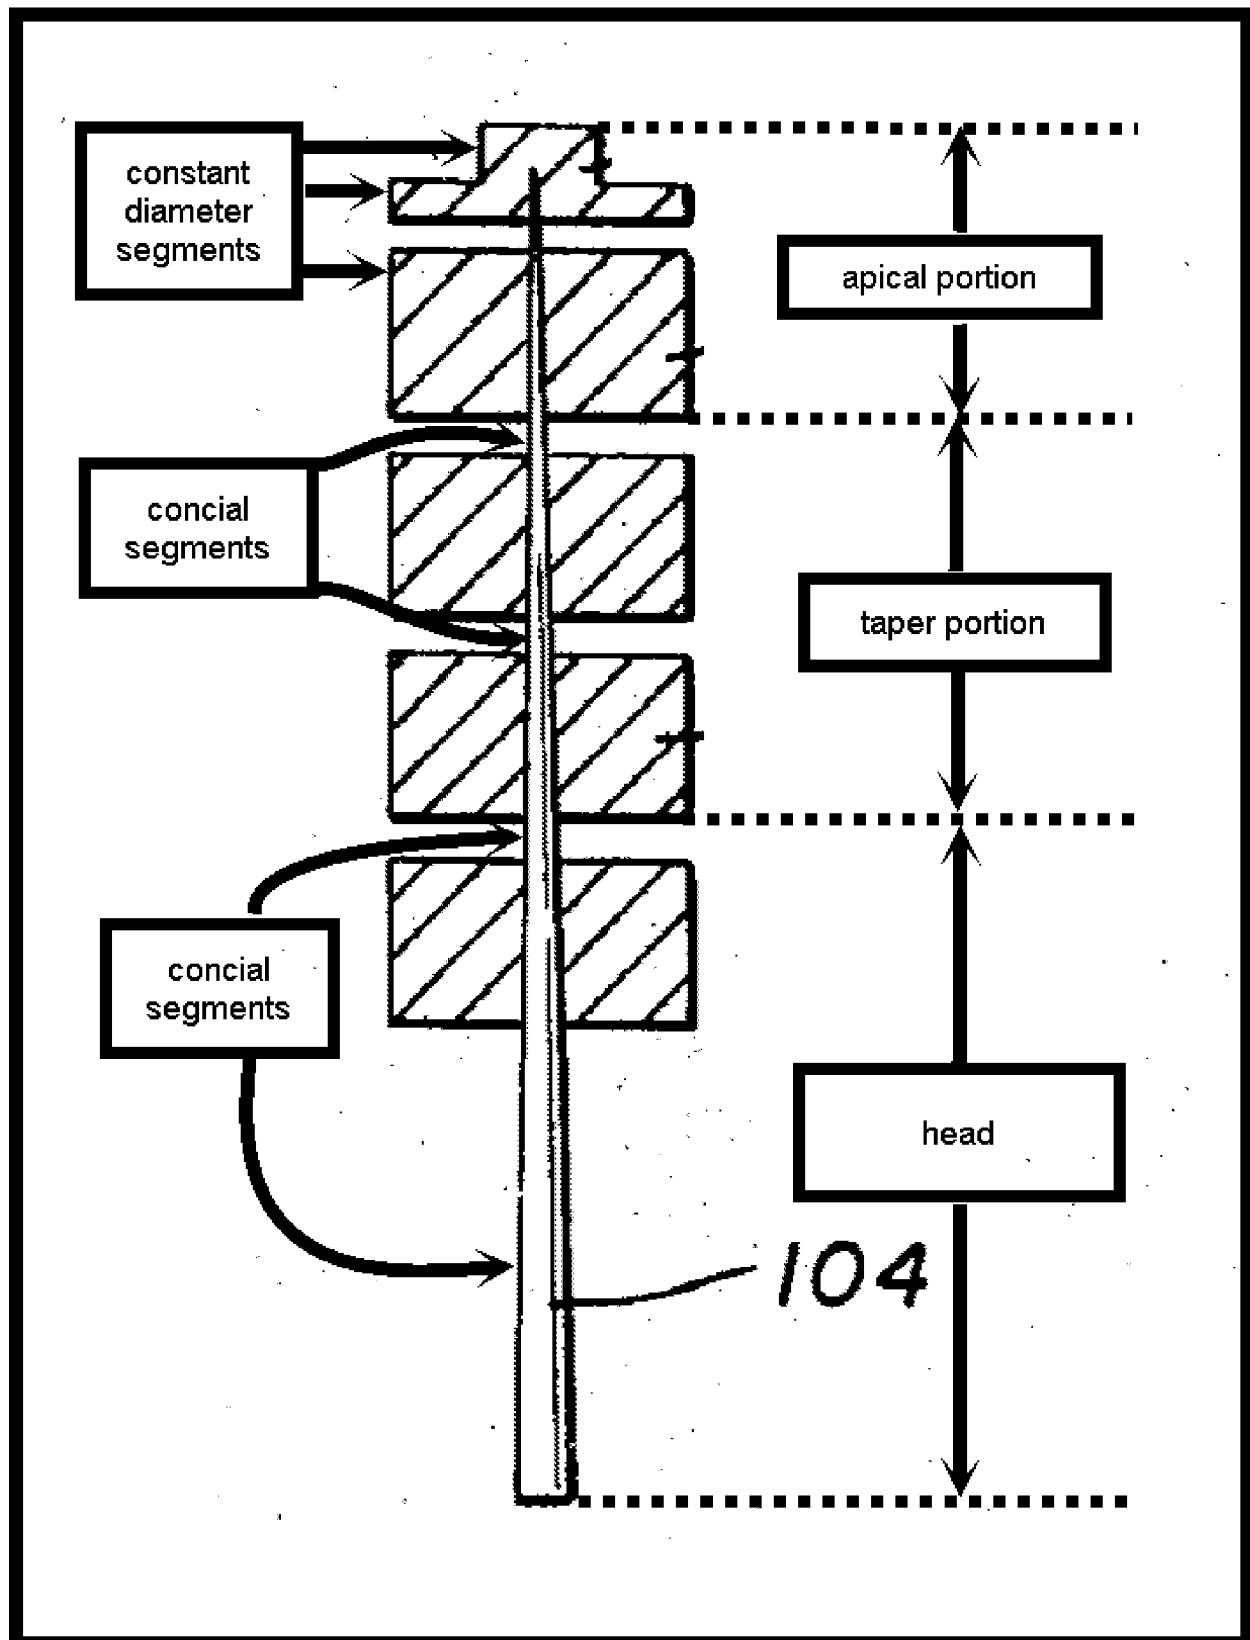 constant
diameter
segments
apical portion
concial
segments
taper portion
concial
segments
head
104